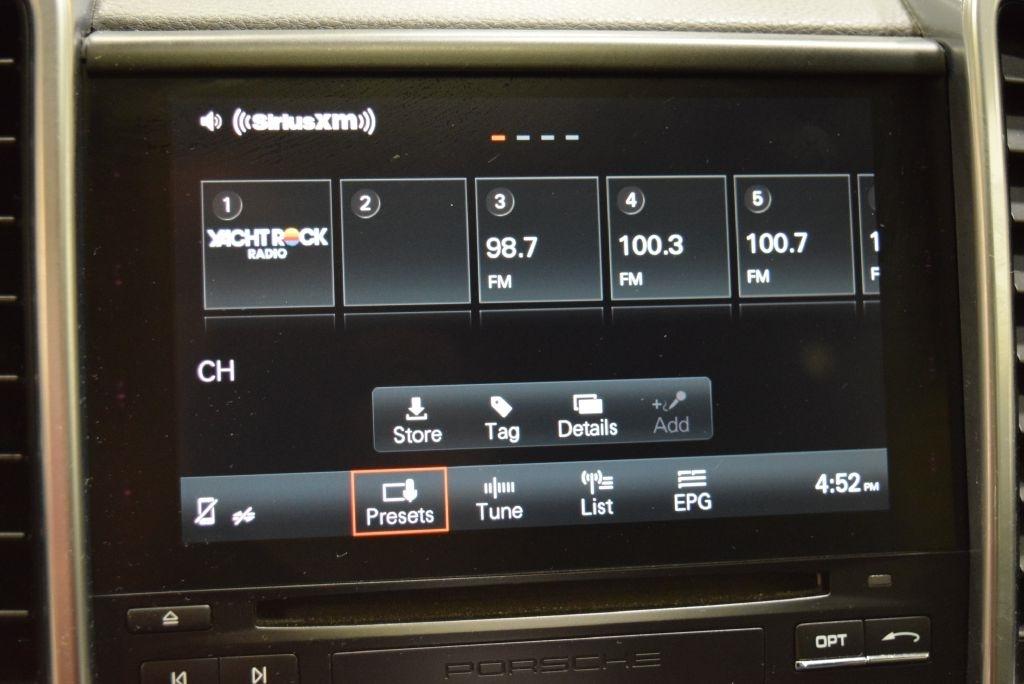 ((SiriusXM))
1
YACHT ROCK
RADIO
2
3
98.7
FM
4
100.3
FM
5
100.7
FM
1
F
CH
Store
Tag
Details
Add
Presets
Tune
List
EPG
4:52 PM
OPT
PORSCHE